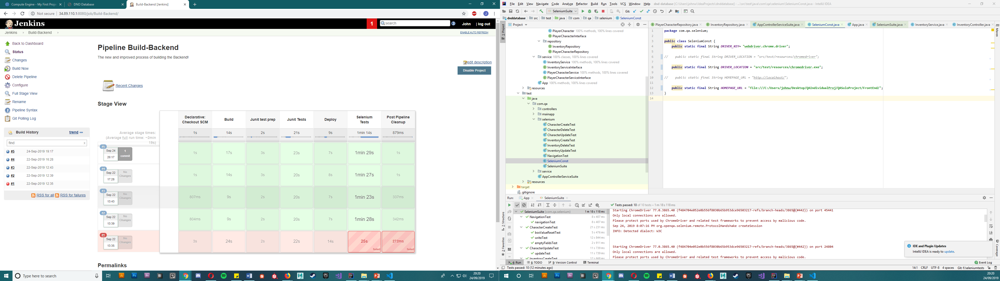 Compute Engine - My First Proje
DND Database
Build-Backend [Jenkins]
Not secure | 34.89.110.1:8080/job/Build-Backend/
Jenkins
1
search
John | log out
Jenkins Build-Backend
ENABLE AUTO REFRESH
Back to Dashboard
Status
Changes
Build Now
Delete Pipeline
Configure
Full Stage View
Rename
Pipeline Syntax
Git Polling Log
Build History
trend
find x
#5 24-Sep-2019 19:17
#4 22-Sep-2019 16:28
#3 22-Sep-2019 12:43
#2 22-Sep-2019 12:39
#1 22-Sep-2019 12:35
RSS for all RSS for failures
Pipeline Build-Backend
The new and improved process of building the Backend!
edit description
Disable Project
Recent Changes
Stage View
Declarative: Checkout SCM Build Junit test prep Junit Tests Deploy Selenium Tests Post Pipeline Cleanup
Average stage times:
(Average full run time: ~2min
19s)
1s 14s 2s 21s 9s 1min 14s 879ms
#5 Sep 24 20:17 1 commit
1s 17s 3s 23s 7s 1min 29s 1s
#4 Sep 22 17:28 No Changes
1s 14s 3s 20s 8s 1min 27s 1s
#3 Sep 22 13:43 No Changes
807ms 9s 2s 20s 7s 1min 23s 337ms
#2 Sep 22 13:39 No Changes
804ms 9s 2s 20s 7s 1min 28s 342ms
#1 Sep 22 13:35 No Changes
3s 24s 2s 22s 14s 25s failed 272ms failed
Permalinks
Type here to search
20:20
24/09/2019
File Edit View Navigate Code Analyze Refactor Build Run Tools VCS Window Help
dnd-database [C:\Users\johnw\IdeaProjects\dnddatabase] - ...\src\test\java\com\qa\selenium\SeleniumConst.java - IntelliJ IDEA
SeleniumSuite
Git:
dnddatabase src test java com qa selenium SeleniumConst
Project
PlayerCharacterRepository.java InventoryRepository.java AppControllerServiceSuite.java SeleniumConst.java App.java SeleniumSuite.java InventoryService.java InventoryController.java
1: Project
Maven
PlayerCharacter 100% methods, 100% lines covered
PlayerCharacterInterface
repository
InventoryRepository
PlayerCharacterRepository
service 100% classes, 100% lines covered
InventoryService 100% methods, 100% lines covered
InventoryServiceInterface
PlayerCharacterService 100% methods, 100% lines covered
PlayerCharacterServiceInterface
App 100% methods, 100% lines covered
resources
test
java
com.qa
controllers
mainapp
selenium
CharacterCreateTest
CharacterDeleteTest
CharacterUpdateTest
InventoryCreateTest
InventoryDeleteTest
InventoryUpdateTest
NavigationTest
SeleniumConst
SeleniumSuite
service
AppControllerServiceSuite
resources
target
.gitignore
1 package com.qa.selenium;
2
3 public class SeleniumConst {
4 public static final String DRIVER_KEY= "webdriver.chrome.driver";
5
6 // public static final String DRIVER_LOCATION = "src/test/resources/chromedriver";
7
8 public static final String DRIVER_LOCATION = "src/test/resources/chromedriver.exe";
9
10 // public static final String HOMEPAGE_URL = "http://localhost/";
11
12 public static final String HOMEPAGE_URL = "file:///C:/Users/johnw/Desktop/QAIndividualProj/QASoloProject/FrontEnd/";
13 }
14
Run: App SeleniumSuite
Tests passed: 10 of 10 tests – 1 m 18 s 118 ms
SeleniumSuite (com.qa.selenium) 1 m 18 s 118 ms
NavigationTest 8 s 407 ms
navigationTest 8 s 407 ms
CharacterCreateTest 21 s 231 ms
boxValueResetTest 5 s 476 ms
writeTest 12 s 844 ms
emptyFieldsTest 2 s 911 ms
CharacterUpdateTest 11 s 739 ms
updateTest 11 s 739 ms
InventoryCreateTest 12 s 668 ms
Starting ChromeDriver 77.0.3865.40 (f484704e052e0b556f8030b65b953dce96503217-refs/branch-heads/3865@{#442}) on port 45441
Only local connections are allowed.
Please protect ports used by ChromeDriver and related test frameworks to prevent access by malicious code.
Sep 24, 2019 8:07:16 PM org.openqa.selenium.remote.ProtocolHandshake createSession
INFO: Detected dialect: W3C
Starting ChromeDriver 77.0.3865.40 (f484704e052e0b556f8030b65b953dce96503217-refs/branch-heads/3865@{#442}) on port 24804
Only local connections are allowed.
Please protect ports used by ChromeDriver and related test frameworks to prevent access by malicious code.
IDE and Plugin Updates
IntelliJ IDEA is ready to update.
7: Structure
2: Favorites
Coverage
4: Run 6: TODO 9: Version Control Terminal
Event Log
Tests passed: 10 (12 minutes ago)
14:1 CRLF UTF-8 4 spaces Git: f/seleniumtests
20:20
24/09/2019